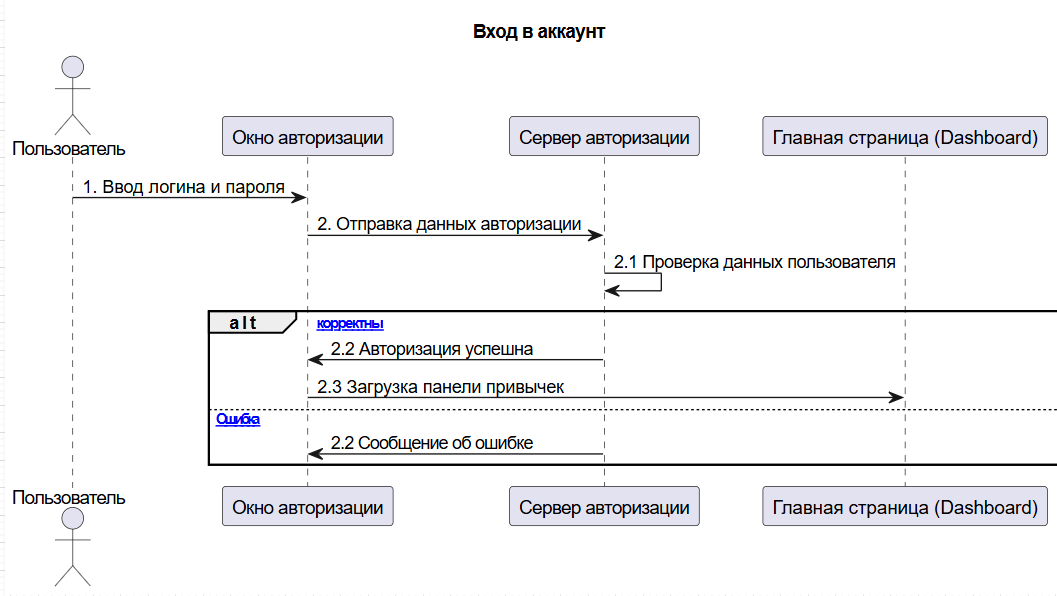 Вход в аккаунт
Пользователь
Окно авторизации
Сервер авторизации
Главная страница (Dashboard)
1. Ввод логина и пароля
2. Отправка данных авторизации
2.1 Проверка данных пользователя
alt
корректны
2.2 Авторизация успешна
2.3 Загрузка панели привычек
Ошибка
2.2 Сообщение об ошибке
Пользователь
Окно авторизации
Сервер авторизации
Главная страница (Dashboard)